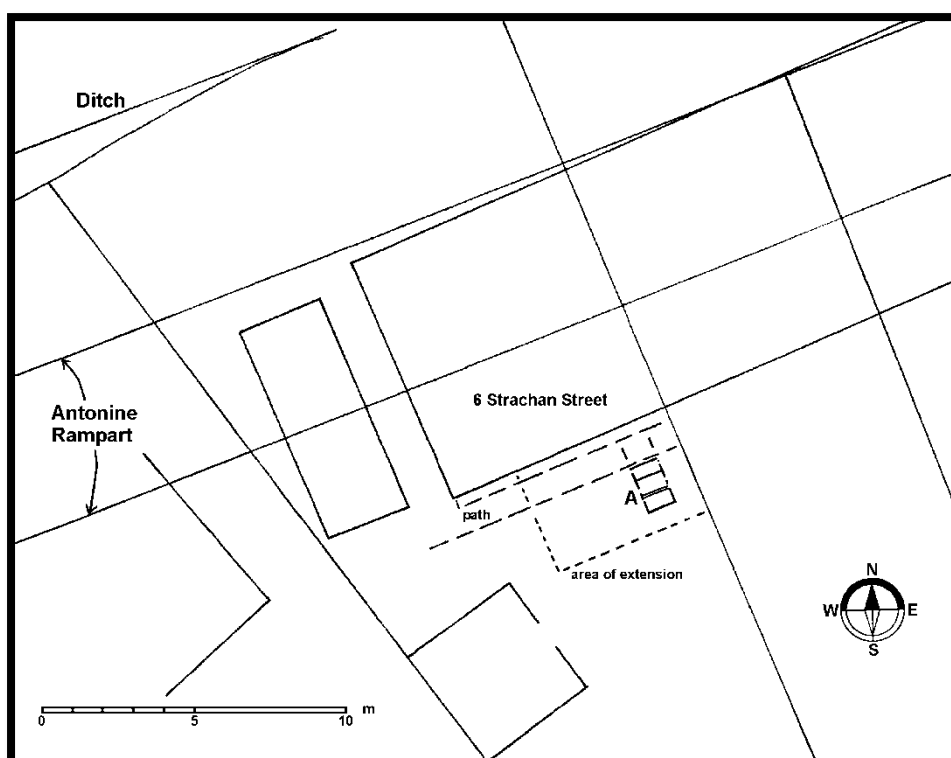 Ditch
6 Strachan Street
Antonine
Rampart
A
path
area of extension
N
W
E
S
0
5
10
m